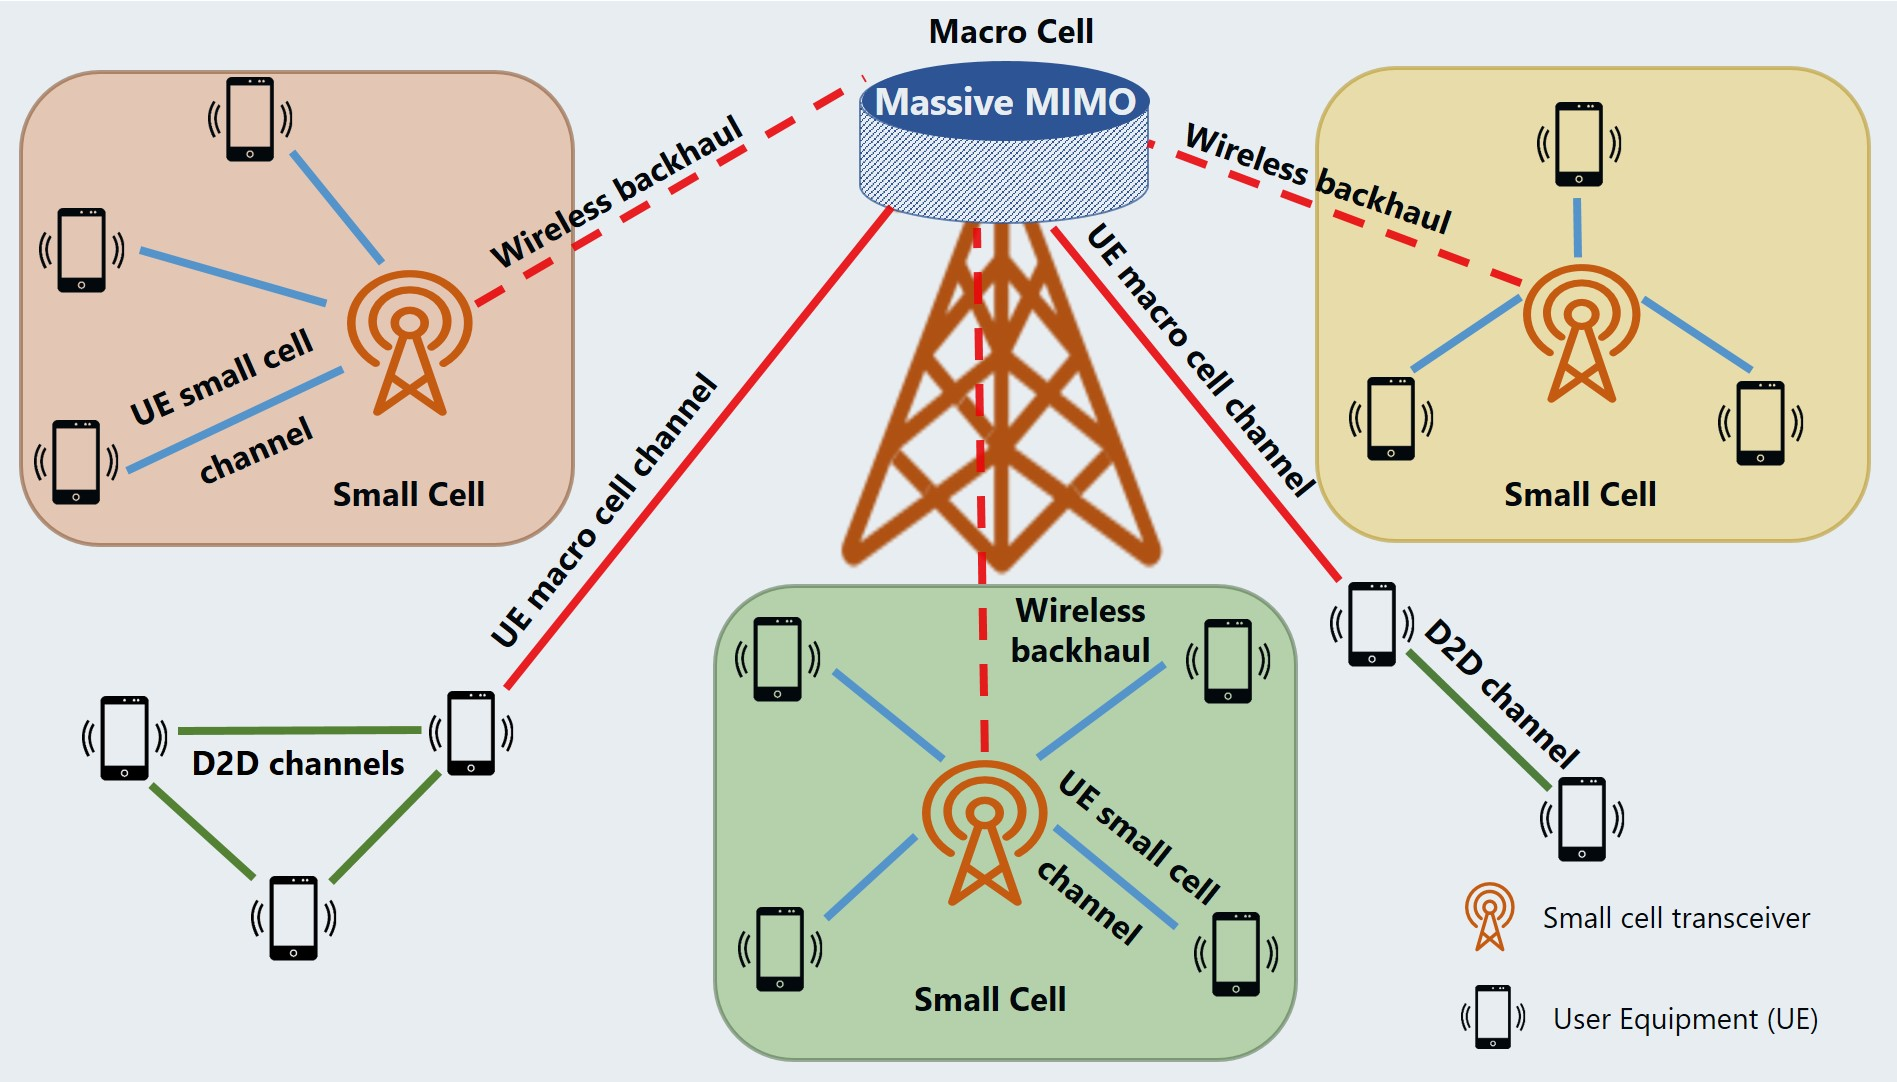 Macro Cell
Massive MIMO
Wireless backhaul
Wireless backhaul
UE small cell
channel
Small Cell
UE macro cell channel
UE macro cell channel
Small Cell
Wireless
backhaul
D2D channels
D2D channel
UE small cell
channel
Small Cell
Small cell transceiver
User Equipment (UE)